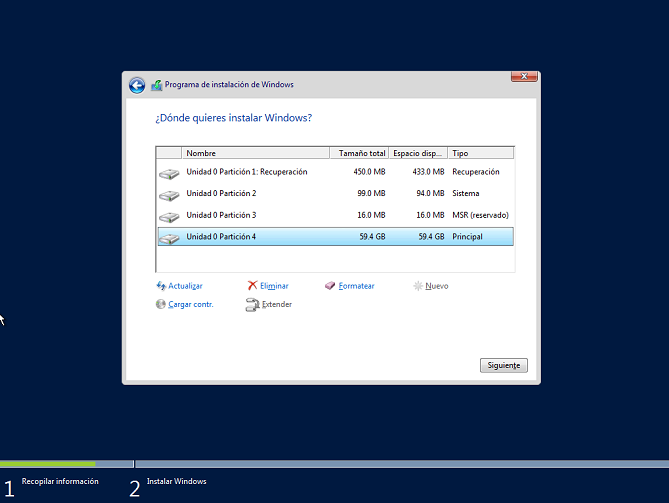 Programa de instalación de Windows
¿Dónde quieres instalar Windows?
Nombre Tamaño total Espacio disp... Tipo
Unidad 0 Partición 1: Recuperación 450.0 MB 433.0 MB Recuperación
Unidad 0 Partición 2 99.0 MB 94.0 MB Sistema
Unidad 0 Partición 3 16.0 MB 16.0 MB MSR (reservado)
Unidad 0 Partición 4 59.4 GB 59.4 GB Principal
Actualizar Eliminar Formatear Nuevo
Cargar contr. Extender
Siguiente
1 Recopilar información 2 Instalar Windows